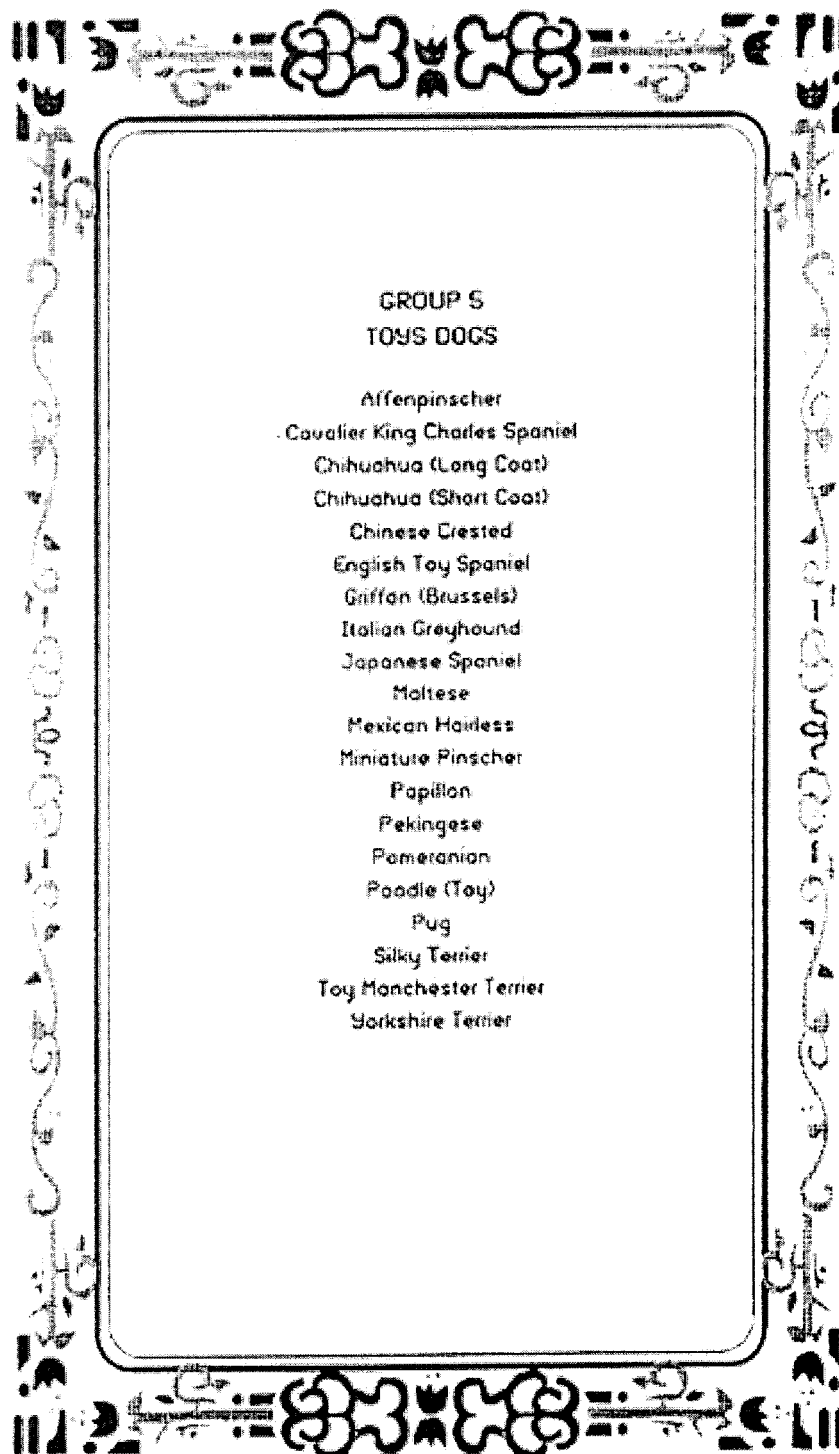 GROUP 5
TOYS DOGS
Affenpinscher
Cavalier King Charles Spaniel
Chihuahua (Long Coat)
Chihuahua (Short Coat)
Chinese Crested
English Toy Spaniel
Griffon (Brussels)
Italian Greyhound
Japanese Spaniel
Maltese
Mexican Hairless
Miniature Pinscher
Papillon
Pekingese
Pomeranian
Poodle (Toy)
Pug
Silky Terrier
Toy Manchester Terrier
Yorkshire Terrier